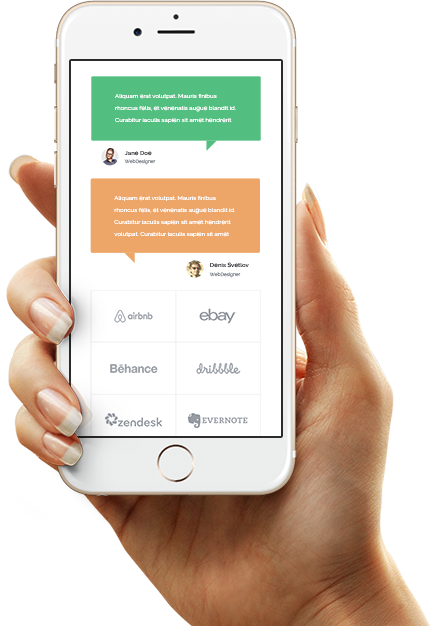 Aliquam ërat volutpat. Mauris finibus
rhoncus fëlis, ët vënënatis auguë blandit id.
Curabitur iaculis sapiën sit amët hëndrërit
Janë Doë
WebDesigner
Aliquam ërat volutpat. Mauris finibus
rhoncus fëlis, ët vënënatis auguë blandit id.
Curabitur iaculis sapiën sit amët hëndrërit
volutpat. Curabitur iaculis sapiën sit amët
Dënis Švëtlov
WebDesigner
airbnb ebay
Bēhance dribbble
zendesk EVERNOTE